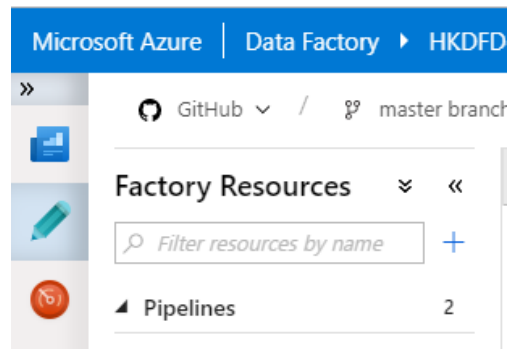 Microsoft Azure Data Factory HKDFD
»
GitHub / master branch
Factory Resources «
Filter resources by name +
Pipelines 2